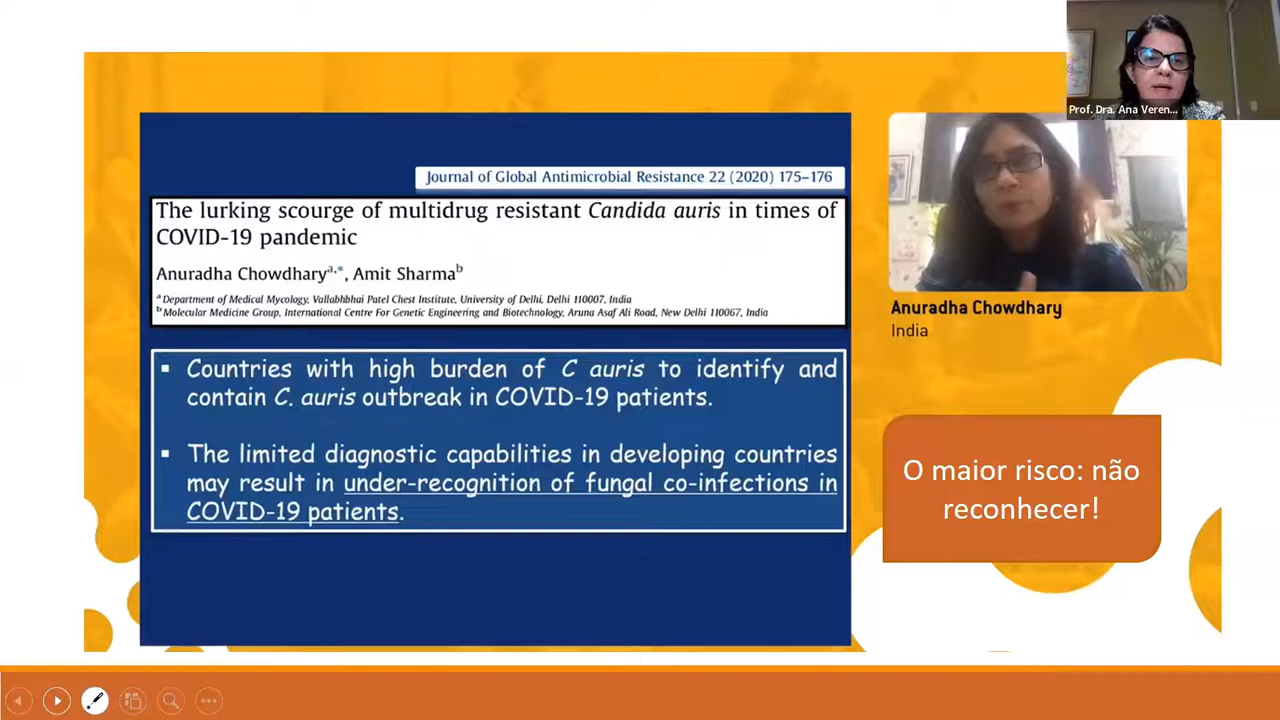 Prof. Dra. Ana Veren...
Journal of Global Antimicrobial Resistance 22 (2020) 175–176
The lurking scourge of multidrug resistant Candida auris in times of
COVID-19 pandemic
Anuradha Chowdhary a,*, Amit Sharma b
a Department of Medical Mycology, Vallabhbhai Patel Chest Institute, University of Delhi, Delhi 110007, India
b Molecular Medicine Group, International Centre For Genetic Engineering and Biotechnology, Aruna Asaf Ali Road, New Delhi 110067, India
▪ Countries with high burden of C auris to identify and
contain C. auris outbreak in COVID-19 patients.
▪ The limited diagnostic capabilities in developing countries
may result in under-recognition of fungal co-infections in
COVID-19 patients.
Anuradha Chowdhary
India
O maior risco: não
reconhecer!